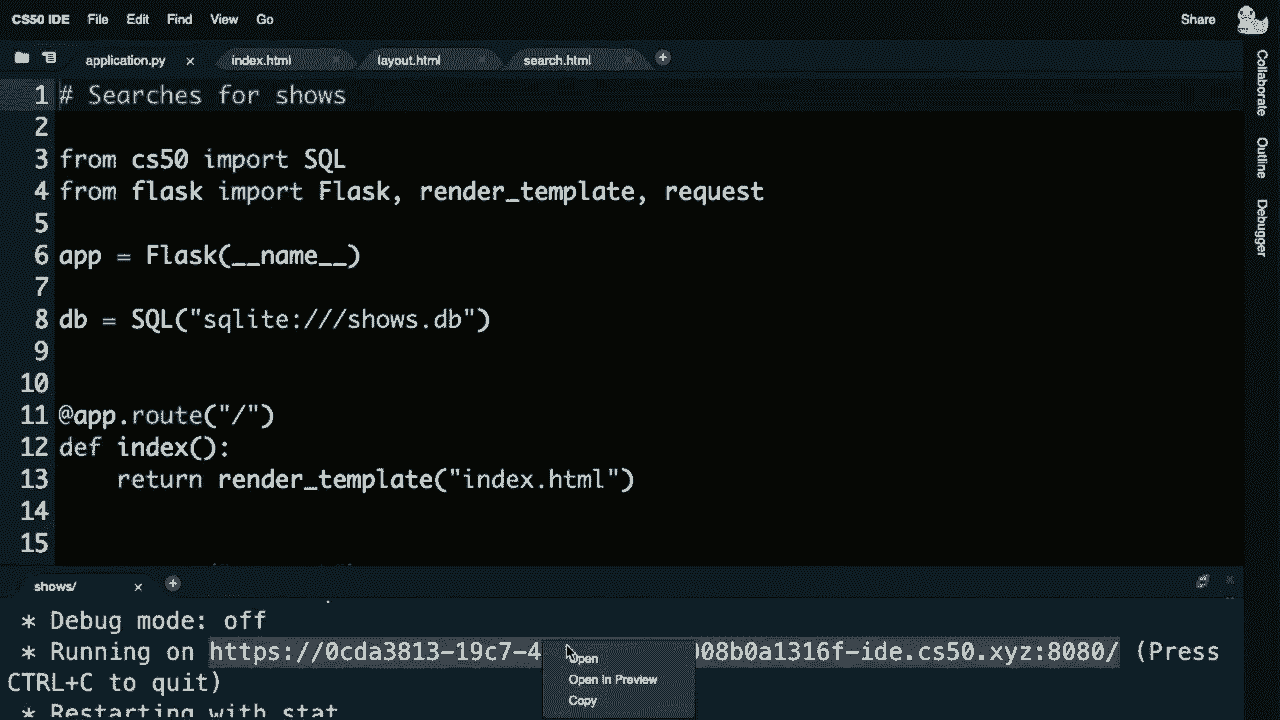 CS50 IDE File Edit Find View Go Share
application.py × index.html layout.html search.html +
Collaborate
Outline
Debugger
1 # Searches for shows
2
3 from cs50 import SQL
4 from flask import Flask, render_template, request
5
6 app = Flask(__name__)
7
8 db = SQL("sqlite:///shows.db")
9
10
11 @app.route("/")
12 def index():
13 return render_template("index.html")
14
15
shows/ × +
* Debug mode: off
* Running on https://0cda3813-19c7-4 08b0a1316f-ide.cs50.xyz:8080/ (Press
CTRL+C to quit)
* Restarting with stat
Open
Open in Preview
Copy